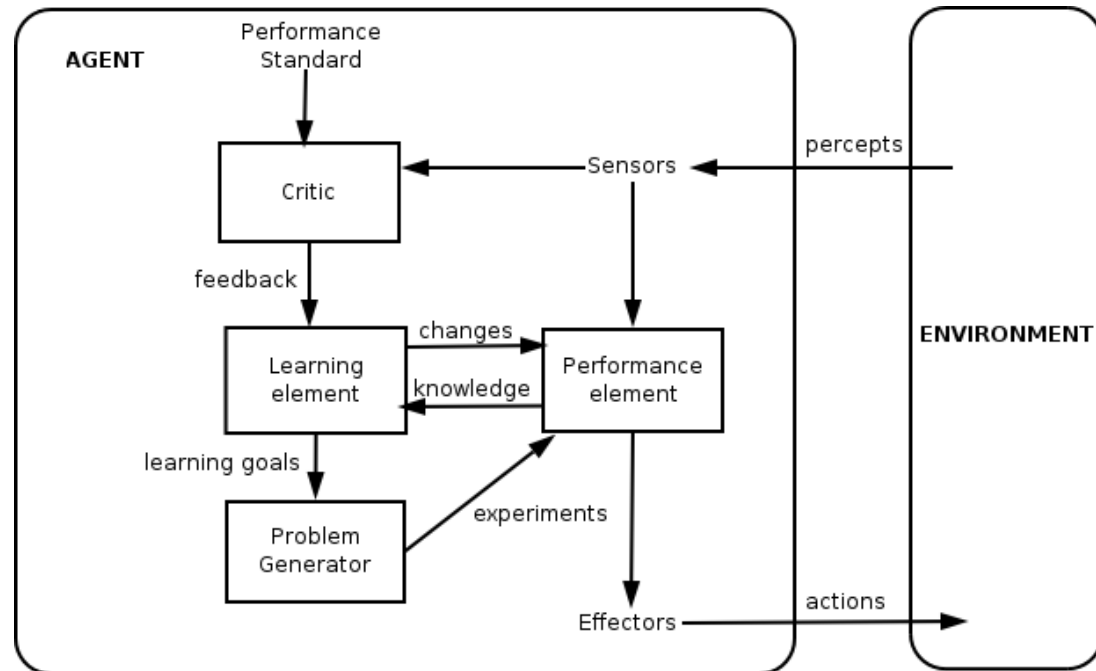 AGENT
Performance
Standard
percepts
Sensors
Critic
feedback
changes
ENVIRONMENT
Learning
element
Performance
element
knowledge
learning goals
experiments
Problem
Generator
actions
Effectors